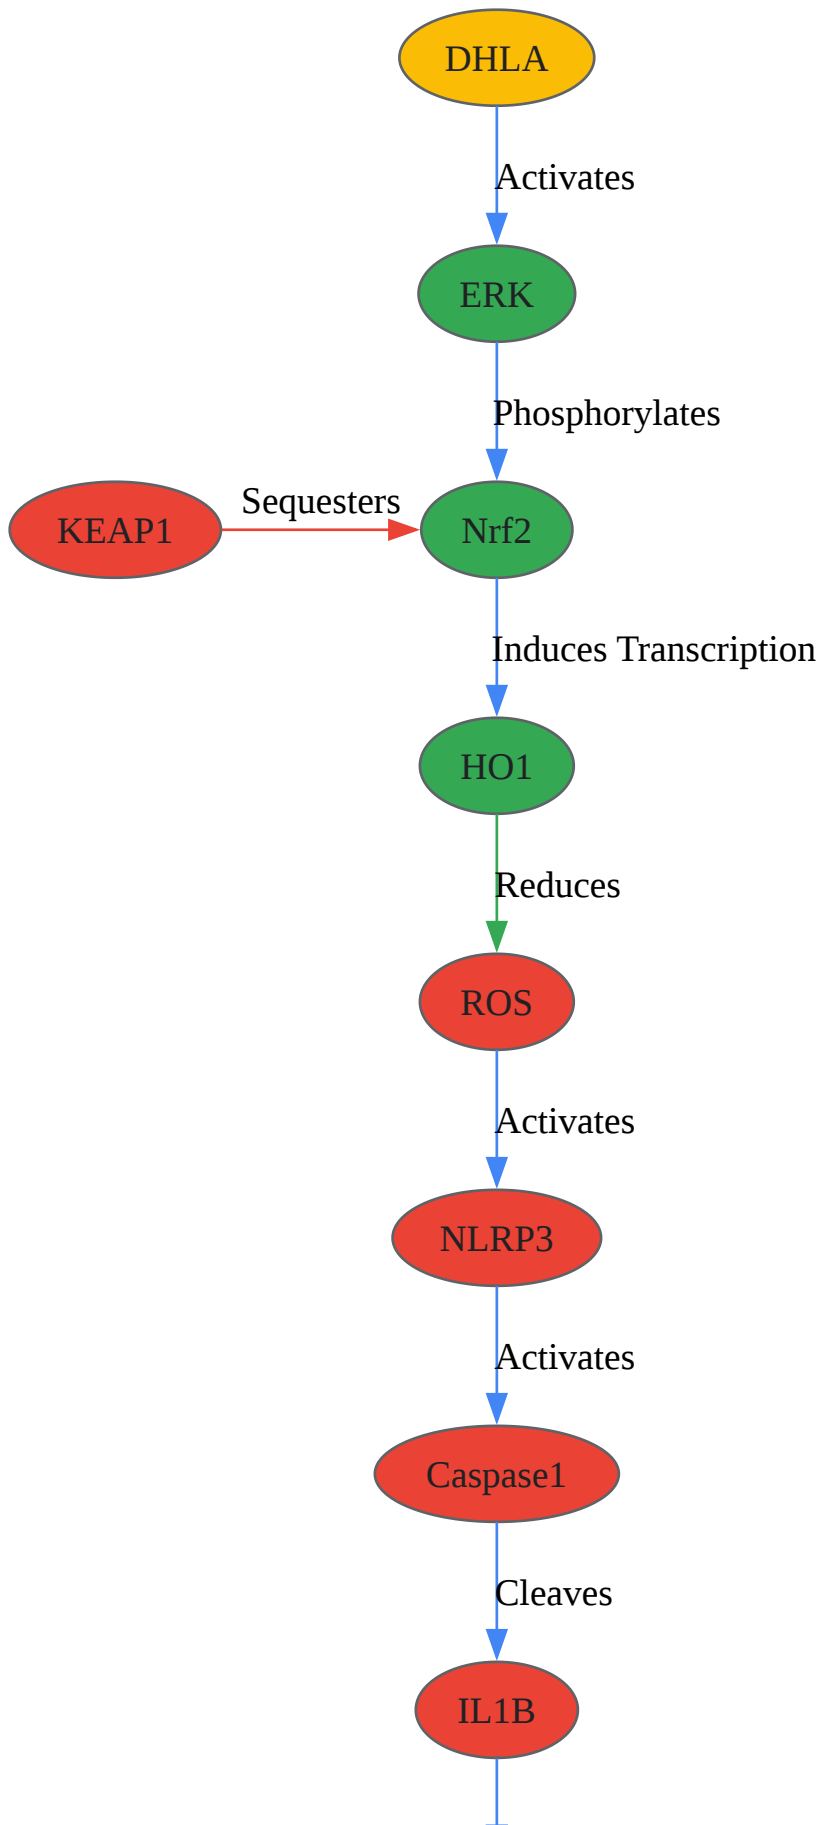 DHLA
Activates
ERK
Phosphorylates
KEAP1
Sequesters
Nrf2
Induces Transcription
HO1
Reduces
ROS
Activates
NLRP3
Activates
Caspase1
Cleaves
IL1B